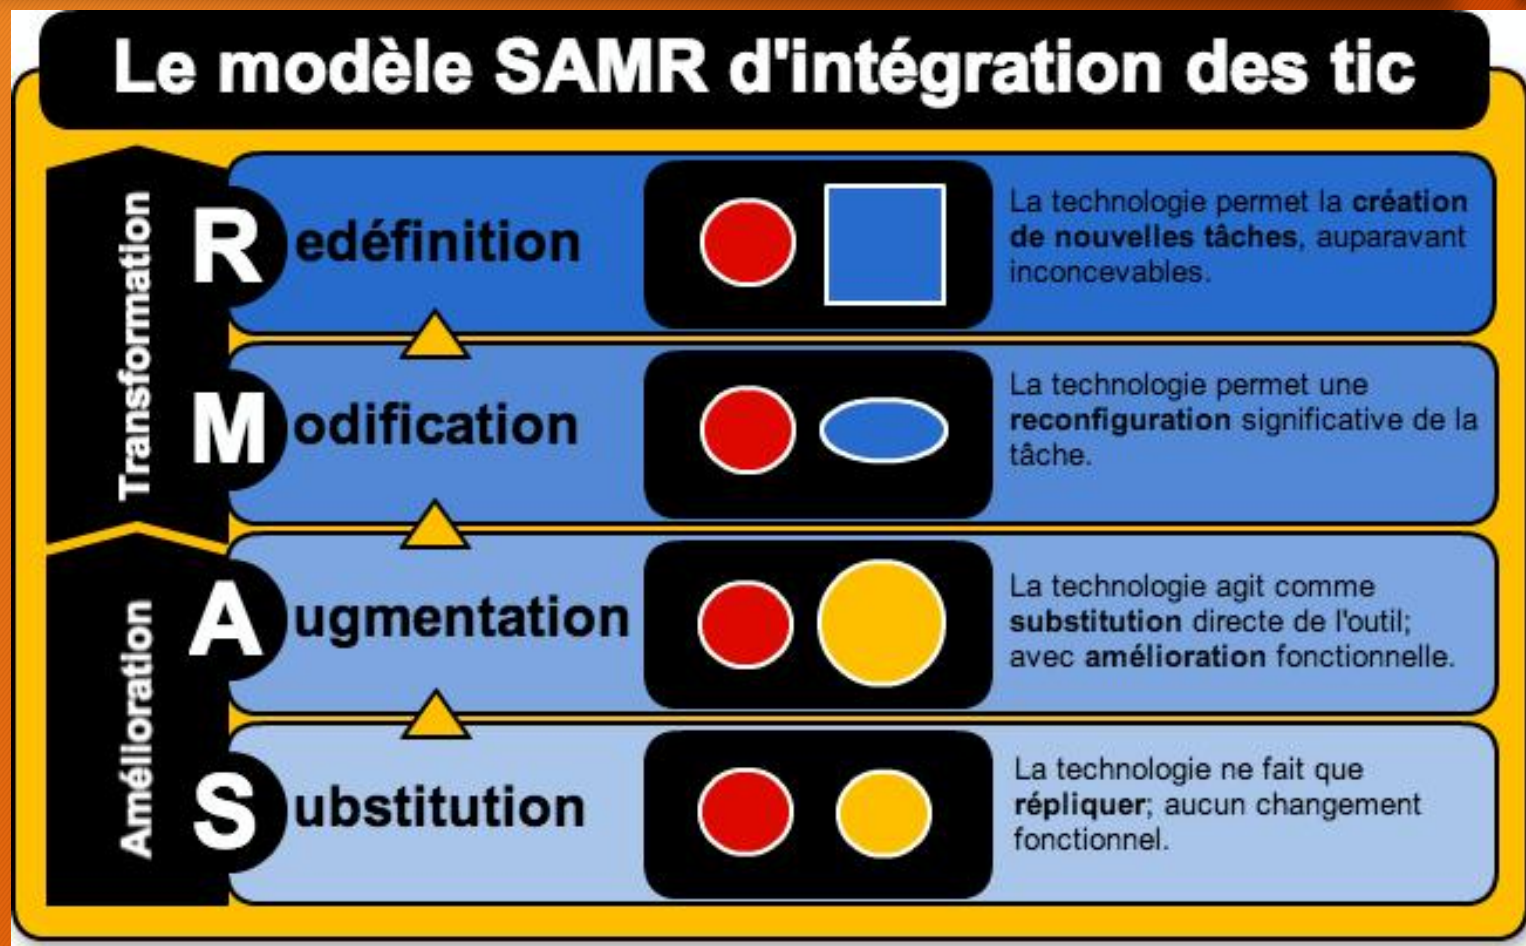 Le modèle SAMR d'intégration des tic
Transformation
Redéfinition
La technologie permet la création
de nouvelles tâches, auparavant
inconcevables.
Modification
La technologie permet une
reconfiguration significative de la
tâche.
Amélioration
Augmentation
La technologie agit comme
substitution directe de l'outil;
avec amélioration fonctionnelle.
Substitution
La technologie ne fait que
répliquer; aucun changement
fonctionnel.